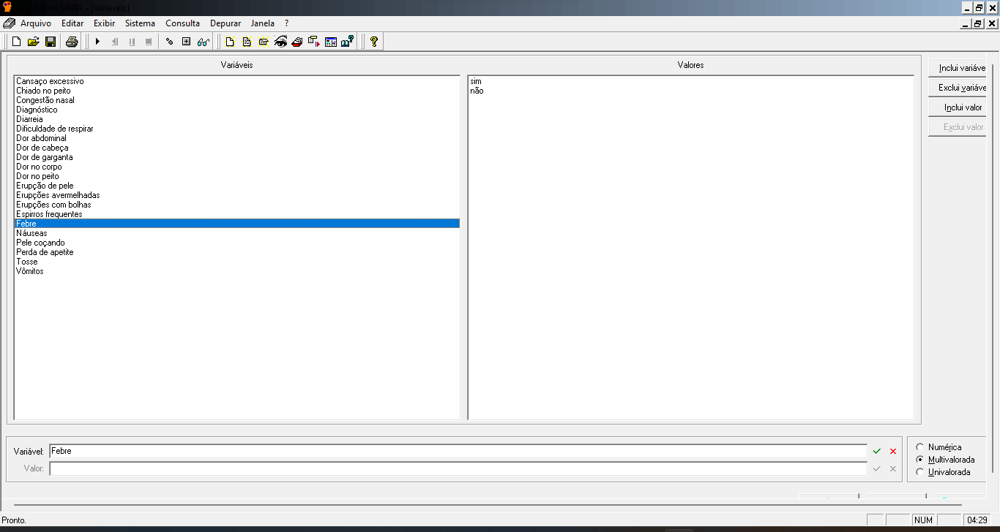 Expert SINTA - [Variáveis]
Arquivo Editar Exibir Sistema Consulta Depurar Janela ?
Variáveis
Valores
Cansaço excessivo
Chiado no peito
Congestão nasal
Diagnóstico
Diarreia
Dificuldade de respirar
Dor abdominal
Dor de cabeça
Dor de garganta
Dor no corpo
Dor no peito
Erupção de pele
Erupções avermelhadas
Erupções com bolhas
Espirros frequentes
Febre
Náuseas
Pele coçando
Perda de apetite
Tosse
Vômitos
sim
não
Inclui variáve
Exclui variáve
Inclui valor
Exclui valor
Variável: Febre
Valor:
Numérica
Multivalorada
Univalorada
Pronto.
NUM
04:29